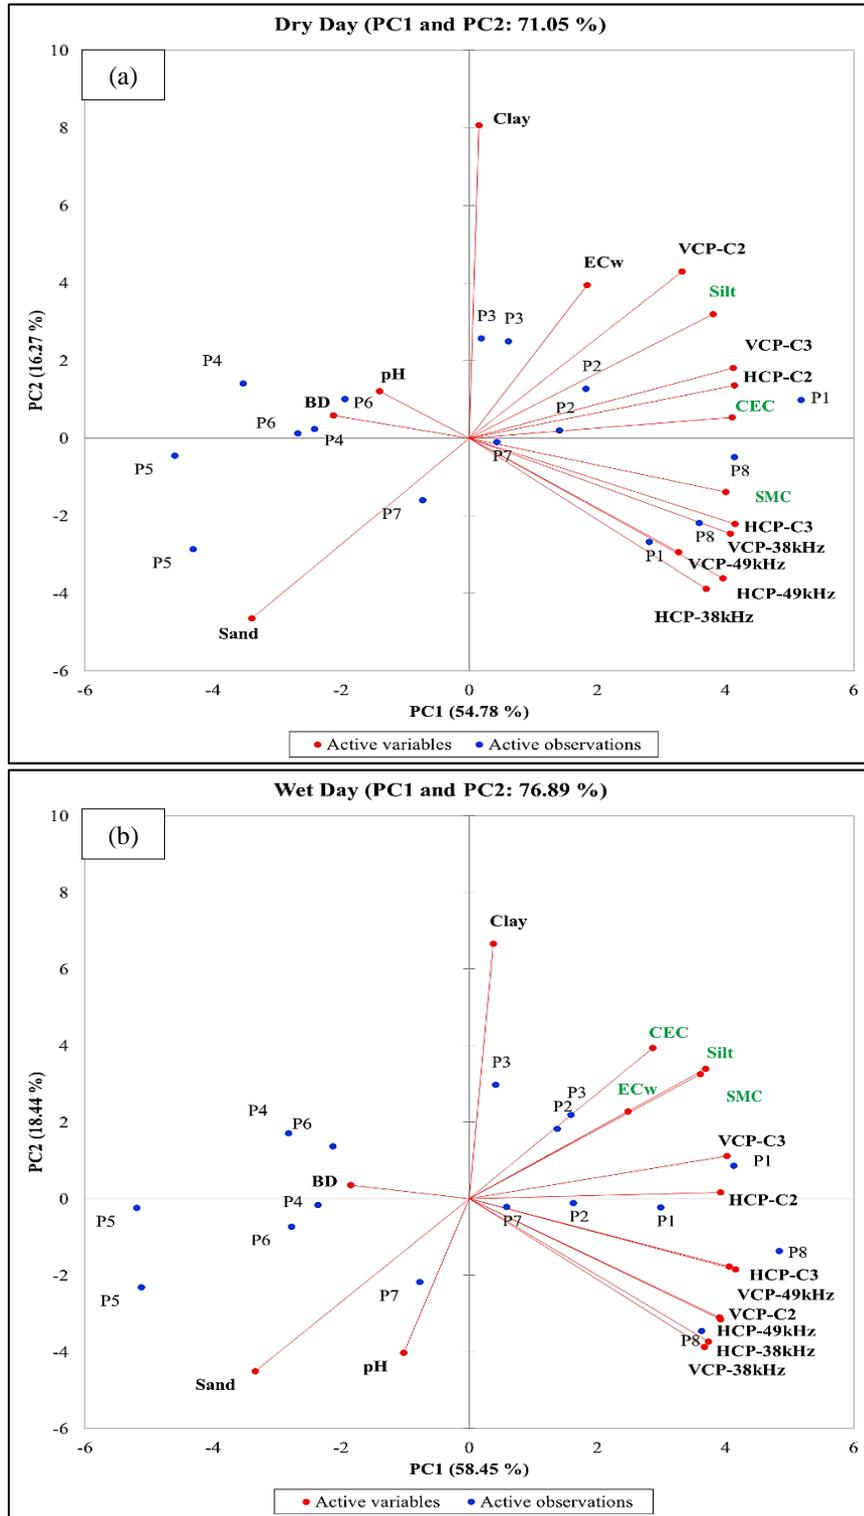 Dry Day (PC1 and PC2: 71.05 %)
(a)
10
8
6
4
2
0
-2
-4
-6
PC2 (16.27 %)
Clay
ECw
VCP-C2
Silt
P3 P3
VCP-C3
P4
pH
P2
HCP-C2
BD
P6
P2
CEC
P1
P6
P4
P7
P5
P8
SMC
P7
HCP-C3
P8
VCP-38kHz
P1
P5
VCP-49kHz
HCP-49kHz
HCP-38kHz
Sand
-6 -4 -2 0 2 4 6
PC1 (54.78 %)
Active variables Active observations
Wet Day (PC1 and PC2: 76.89 %)
(b)
10
8
6
4
2
0
-2
-4
-6
PC2 (18.44 %)
Clay
CEC
Silt
P3
P3
ECw
SMC
P4
P6
P2
VCP-C3
P1
BD
P4
HCP-C2
P5
P7
P2
P1
P6
P8
HCP-C3
P7
VCP-49kHz
P5
VCP-C2
HCP-49kHz
P8
HCP-38kHz
pH
VCP-38kHz
Sand
-6 -4 -2 0 2 4 6
PC1 (58.45 %)
Active variables Active observations